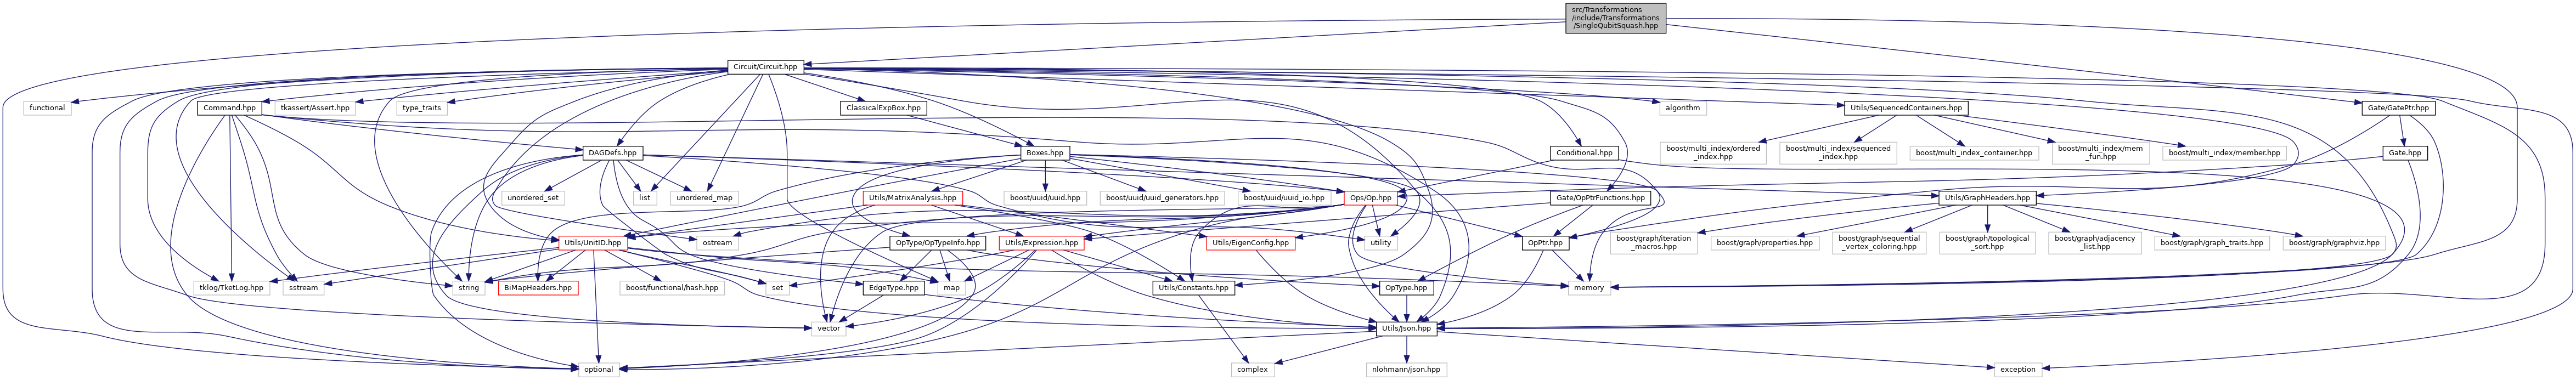 src/Transformations
/include/Transformations
/SingleQubitSquash.hpp
Circuit/Circuit.hpp
functional
Command.hpp
tkassert/Assert.hpp
type_traits
ClassicalExpBox.hpp
algorithm
Utils/SequencedContainers.hpp
Gate/GatePtr.hpp
DAGDefs.hpp
Boxes.hpp
Conditional.hpp
boost/multi_index/ordered
_index.hpp
boost/multi_index/sequenced
_index.hpp
boost/multi_index_container.hpp
boost/multi_index/mem
_fun.hpp
boost/multi_index/member.hpp
Gate.hpp
unordered_set
list
unordered_map
Utils/MatrixAnalysis.hpp
boost/uuid/uuid.hpp
boost/uuid/uuid_generators.hpp
boost/uuid/uuid_io.hpp
Ops/Op.hpp
Gate/OpPtrFunctions.hpp
Utils/GraphHeaders.hpp
Utils/UnitID.hpp
ostream
OpType/OpTypeInfo.hpp
Utils/Expression.hpp
Utils/EigenConfig.hpp
utility
OpPtr.hpp
boost/graph/iteration
_macros.hpp
boost/graph/properties.hpp
boost/graph/sequential
_vertex_coloring.hpp
boost/graph/topological
_sort.hpp
boost/graph/adjacency
_list.hpp
boost/graph/graph_traits.hpp
boost/graph/graphviz.hpp
tklog/TketLog.hpp
sstream
string
BiMapHeaders.hpp
boost/functional/hash.hpp
set
EdgeType.hpp
map
Utils/Constants.hpp
OpType.hpp
memory
vector
Utils/Json.hpp
optional
complex
nlohmann/json.hpp
exception